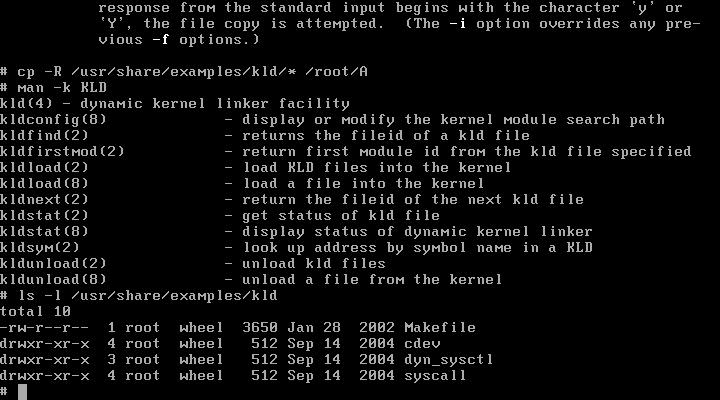 response from the standard input begins with the character 'y' or
'Y', the file copy is attempted.  (The -i option overrides any pre-
vious -f options.)
# cp -R /usr/share/examples/kld/* /root/A
# man -k KLD
kld(4) - dynamic kernel linker facility
kldconfig(8)             - display or modify the kernel module search path
kldfind(2)               - returns the fileid of a kld file
kldfirstmod(2)           - return first module id from the kld file specified
kldload(2)               - load KLD files into the kernel
kldload(8)               - load a file into the kernel
kldnext(2)               - return the fileid of the next kld file
kldstat(2)               - get status of kld file
kldstat(8)               - display status of dynamic kernel linker
kldsym(2)                - look up address by symbol name in a KLD
kldunload(2)             - unload kld files
kldunload(8)             - unload a file from the kernel
# ls -l /usr/share/examples/kld
total 10
-rw-r--r--  1 root  wheel  3650 Jan 28  2002 Makefile
drwxr-xr-x  4 root  wheel   512 Sep 14  2004 cdev
drwxr-xr-x  3 root  wheel   512 Sep 14  2004 dyn_sysctl
drwxr-xr-x  4 root  wheel   512 Sep 14  2004 syscall
#